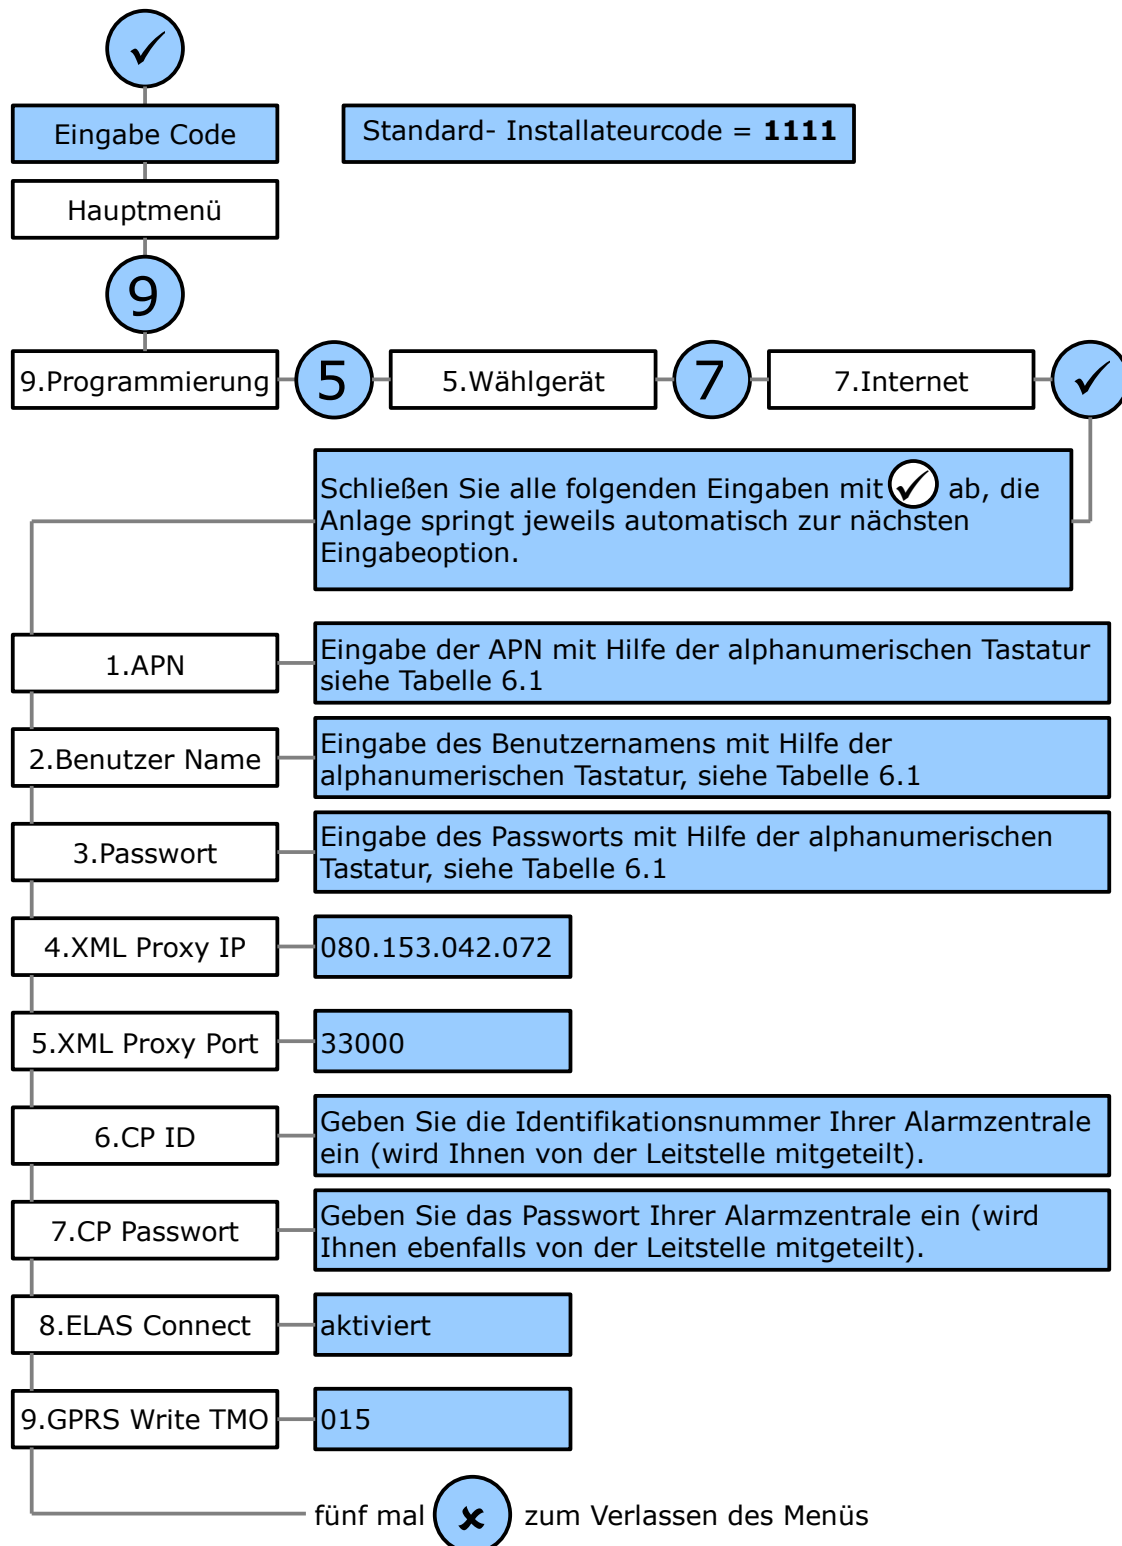 ✓
Eingabe Code
Standard- Installateurcode = 1111
Hauptmenü
9
9.Programmierung
5
5.Wählgerät
7
7.Internet
✓
Schließen Sie alle folgenden Eingaben mit ✓ ab, die
Anlage springt jeweils automatisch zur nächsten
Eingabeoption.
1.APN
Eingabe der APN mit Hilfe der alphanumerischen Tastatur
siehe Tabelle 6.1
2.Benutzer Name
Eingabe des Benutzernamens mit Hilfe der
alphanumerischen Tastatur, siehe Tabelle 6.1
3.Passwort
Eingabe des Passworts mit Hilfe der alphanumerischen
Tastatur, siehe Tabelle 6.1
4.XML Proxy IP
080.153.042.072
5.XML Proxy Port
33000
6.CP ID
Geben Sie die Identifikationsnummer Ihrer Alarmzentrale
ein (wird Ihnen von der Leitstelle mitgeteilt).
7.CP Passwort
Geben Sie das Passwort Ihrer Alarmzentrale ein (wird
Ihnen ebenfalls von der Leitstelle mitgeteilt).
8.ELAS Connect
aktiviert
9.GPRS Write TMO
015
fünf mal ✘ zum Verlassen des Menüs